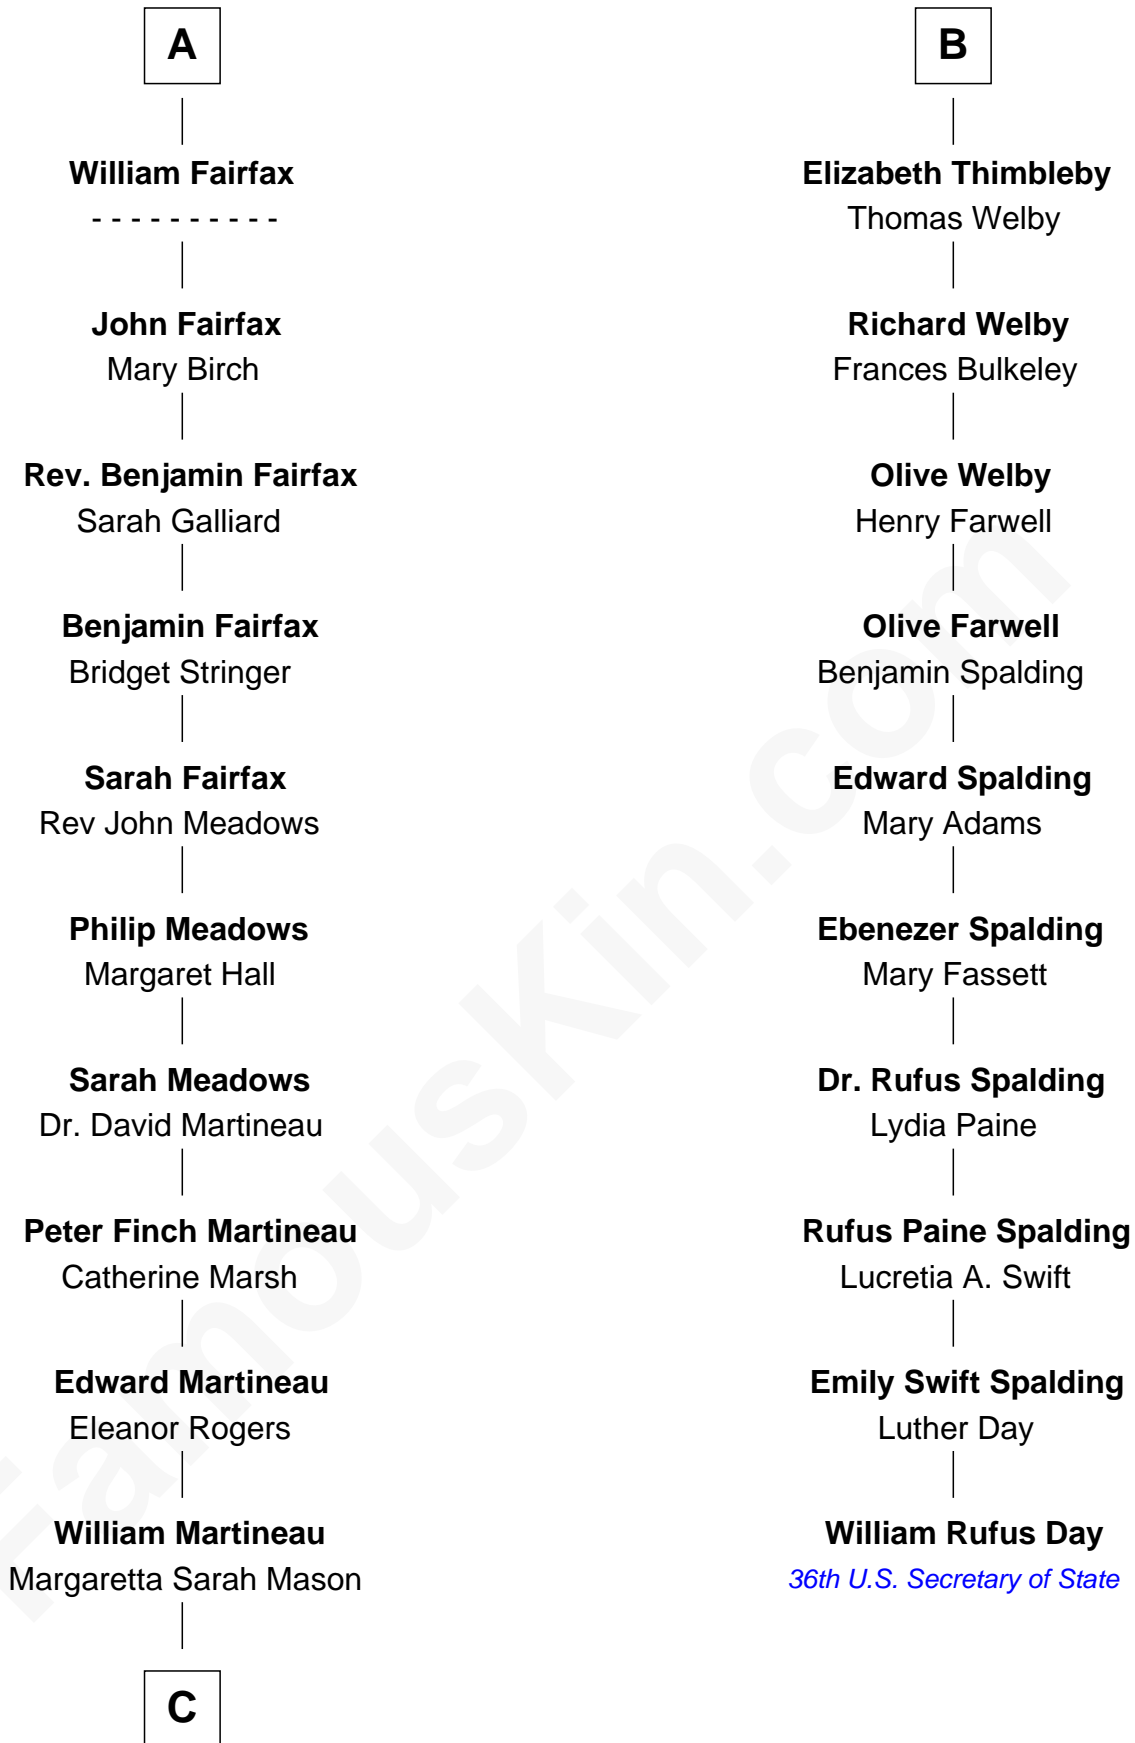 A
William Fairfax
- - - - - - - - - -
John Fairfax
Mary Birch
Rev. Benjamin Fairfax
Sarah Galliard
Benjamin Fairfax
Bridget Stringer
Sarah Fairfax
Rev John Meadows
Philip Meadows
Margaret Hall
Sarah Meadows
Dr. David Martineau
Peter Finch Martineau
Catherine Marsh
Edward Martineau
Eleanor Rogers
William Martineau
Margaretta Sarah Mason
C
B
Elizabeth Thimbleby
Thomas Welby
Richard Welby
Frances Bulkeley
Olive Welby
Henry Farwell
Olive Farwell
Benjamin Spalding
Edward Spalding
Mary Adams
Ebenezer Spalding
Mary Fassett
Dr. Rufus Spalding
Lydia Paine
Rufus Paine Spalding
Lucretia A. Swift
Emily Swift Spalding
Luther Day
William Rufus Day
36th U.S. Secretary of State
FamousKin.com